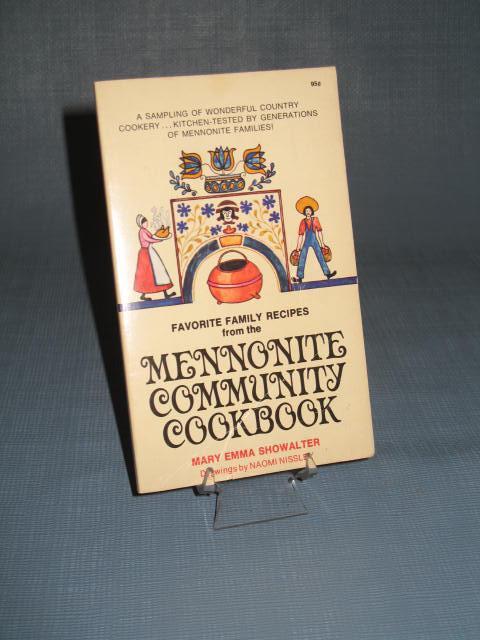 95¢
A SAMPLING OF WONDERFUL COUNTRY
COOKERY... KITCHEN-TESTED BY GENERATIONS
OF MENNONITE FAMILIES!
FAVORITE FAMILY RECIPES
from the
MENNONITE
COMMUNITY
COOKBOOK
MARY EMMA SHOWALTER
Drawings by NAOMI NISSLEY